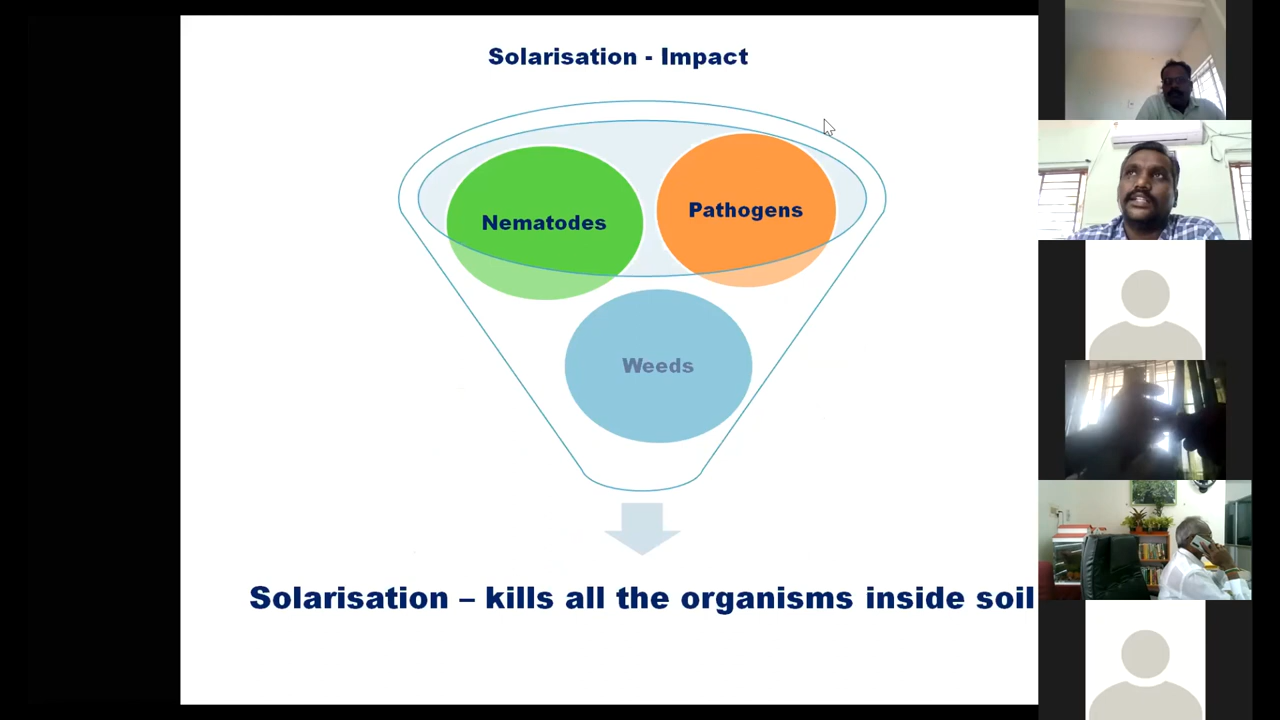 Solarisation - Impact
Nematodes
Pathogens
Weeds
Solarisation – kills all the organisms inside soil